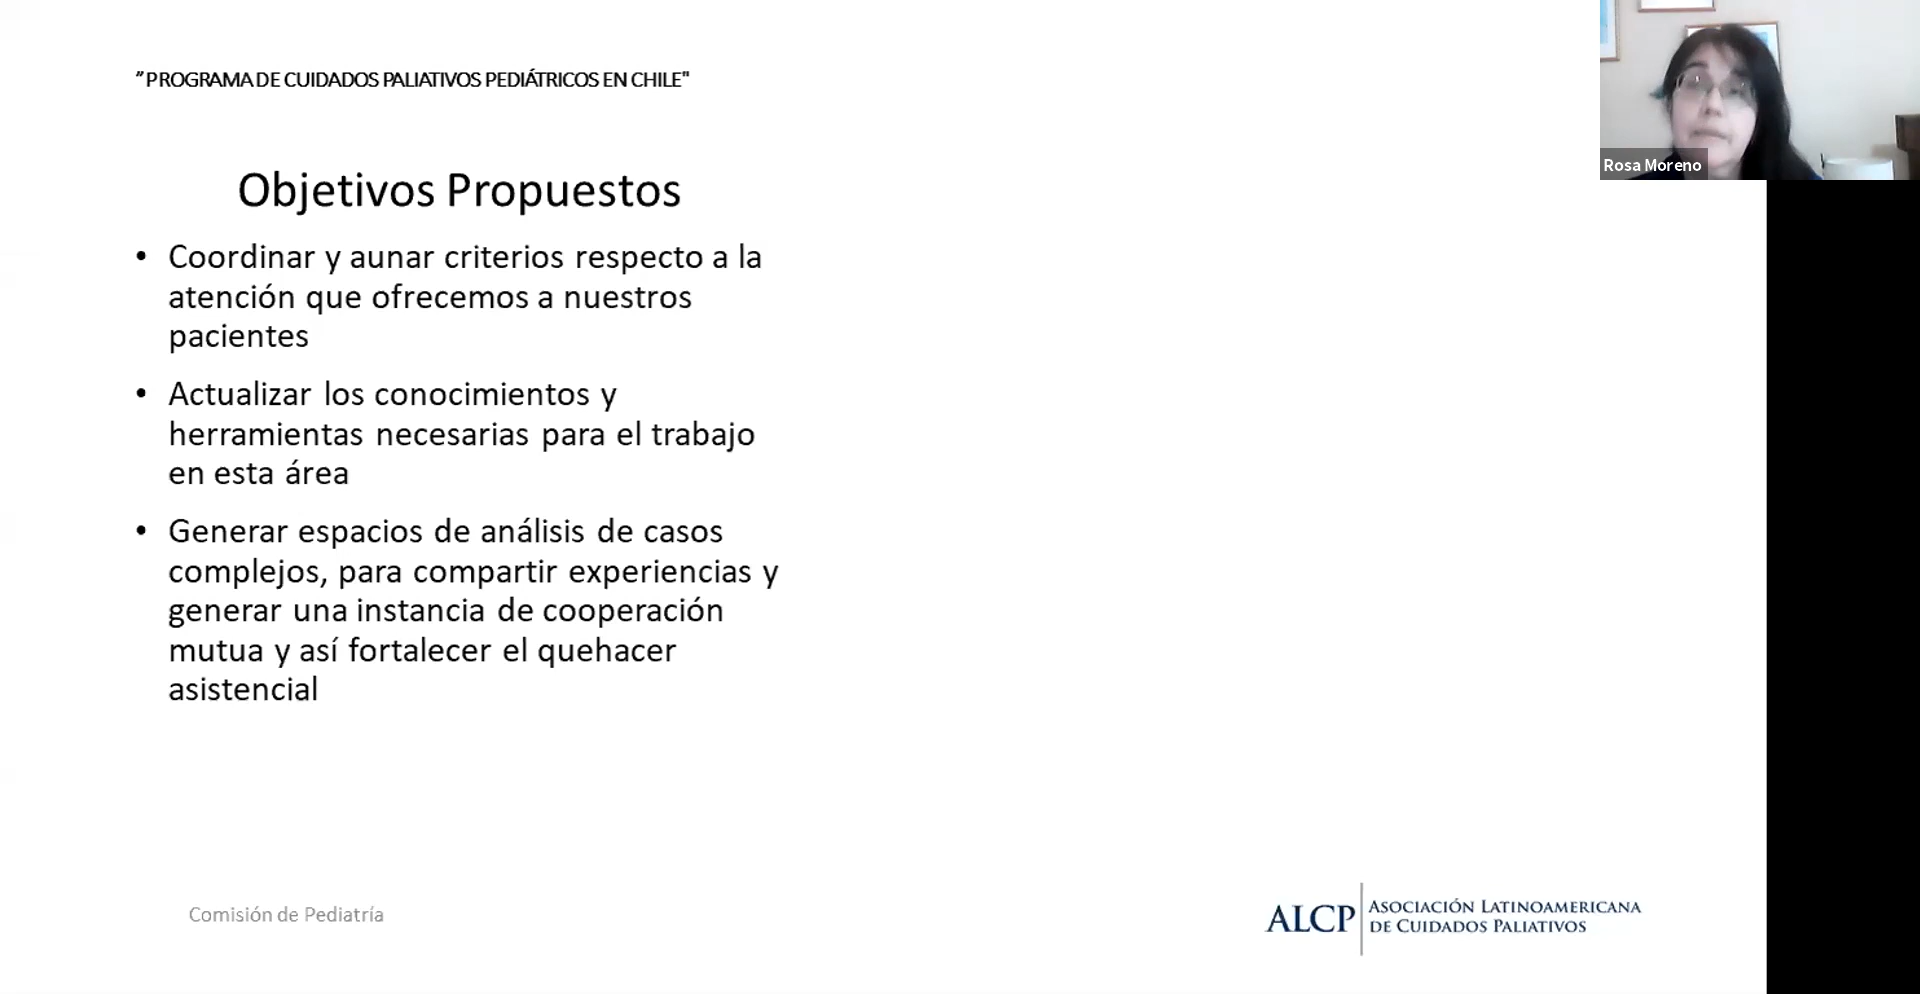 "PROGRAMA DE CUIDADOS PALIATIVOS PEDIÁTRICOS EN CHILE"
Rosa Moreno
Objetivos Propuestos
• Coordinar y aunar criterios respecto a la
atención que ofrecemos a nuestros
pacientes
• Actualizar los conocimientos y
herramientas necesarias para el trabajo
en esta área
• Generar espacios de análisis de casos
complejos, para compartir experiencias y
generar una instancia de cooperación
mutua y así fortalecer el quehacer
asistencial
Comisión de Pediatría
ALCP
ASOCIACIÓN LATINOAMERICANA
DE CUIDADOS PALIATIVOS